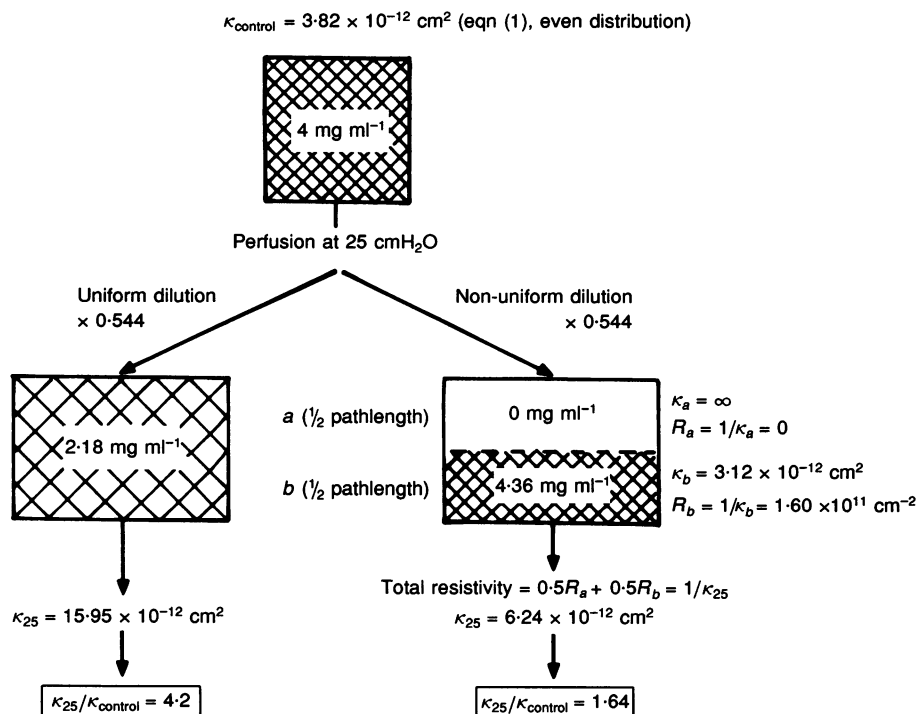 κcontrol = 3·82 × 10⁻¹² cm² (eqn (1), even distribution)
4 mg ml⁻¹
Perfusion at 25 cmH₂O
Uniform dilution
× 0·544
Non-uniform dilution
× 0·544
2·18 mg ml⁻¹
a (½ pathlength)
0 mg ml⁻¹
κₐ = ∞
Rₐ = 1/κₐ = 0
b (½ pathlength)
4·36 mg ml⁻¹
κb = 3·12 × 10⁻¹² cm²
Rb = 1/κb = 1·60 ×10¹¹ cm⁻²
κ₂₅ = 15·95 × 10⁻¹² cm²
Total resistivity = 0·5Rₐ + 0·5Rb = 1/κ₂₅
κ₂₅ = 6·24 × 10⁻¹² cm²
κ₂₅/κcontrol = 4·2
κ₂₅/κcontrol = 1·64